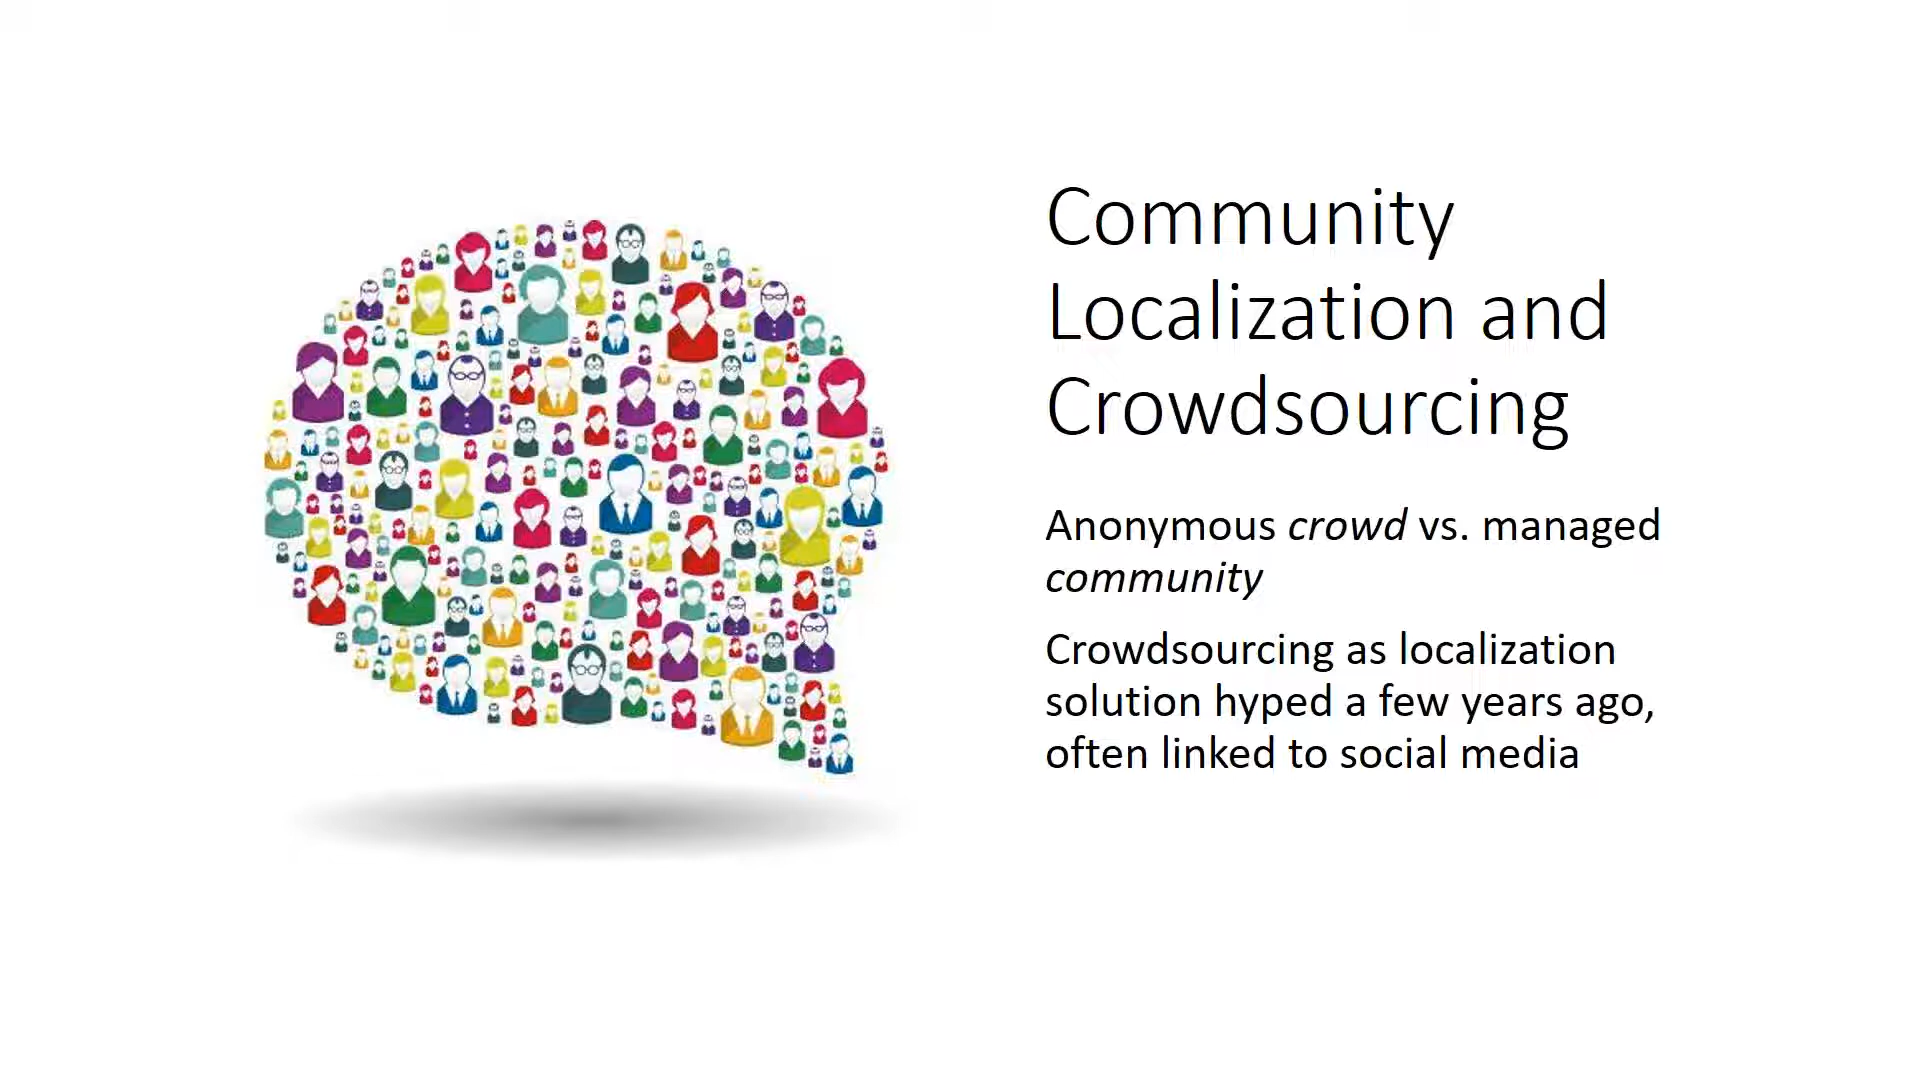 Community
Localization and
Crowdsourcing
Anonymous crowd vs. managed
community
Crowdsourcing as localization
solution hyped a few years ago,
often linked to social media